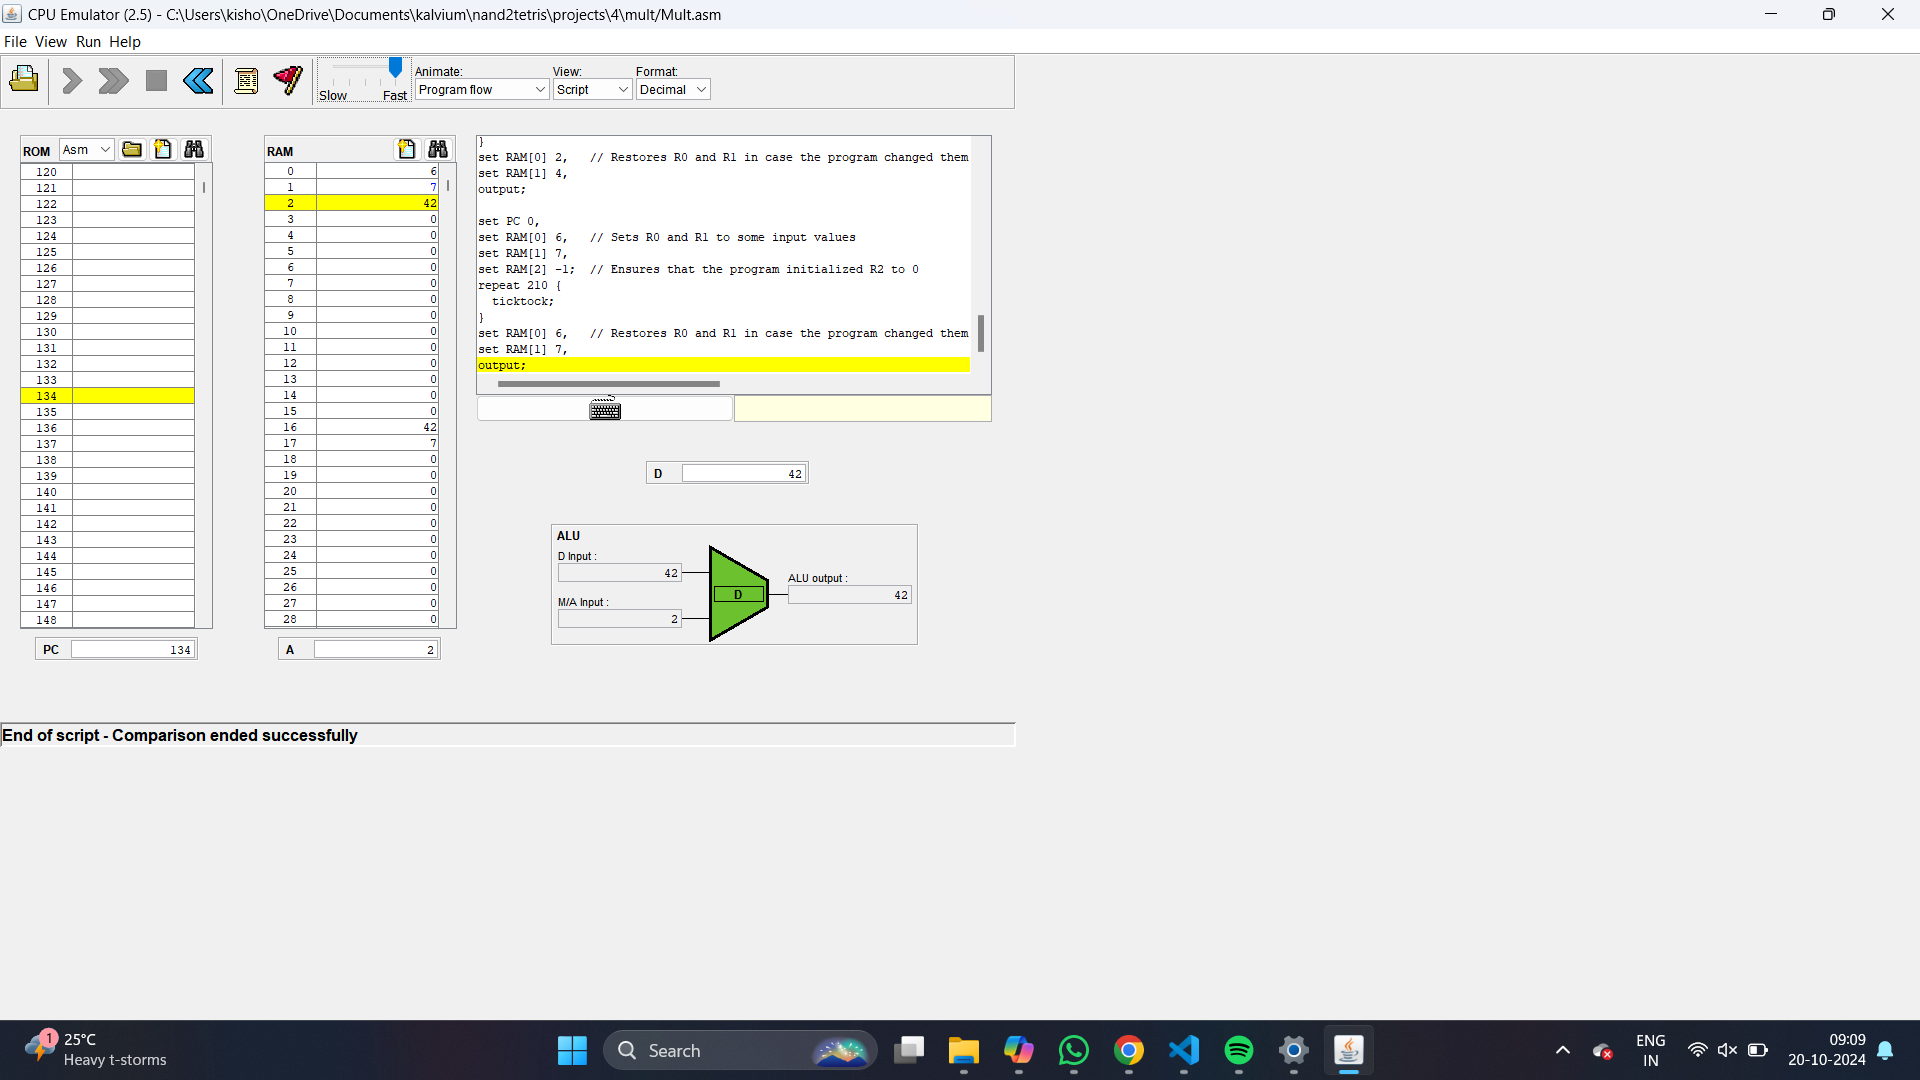 CPU Emulator (2.5) - C:\Users\kisho\OneDrive\Documents\kalvium\nand2tetris\projects\4\mult/Mult.asm
File View Run Help
Slow Fast
Animate:
Program flow
View:
Script
Format:
Decimal
ROM Asm
120
121
122
123
124
125
126
127
128
129
130
131
132
133
134
135
136
137
138
139
140
141
142
143
144
145
146
147
148
PC 134
RAM
0 6
1 7
2 42
3 0
4 0
5 0
6 0
7 0
8 0
9 0
10 0
11 0
12 0
13 0
14 0
15 0
16 42
17 7
18 0
19 0
20 0
21 0
22 0
23 0
24 0
25 0
26 0
27 0
28 0
A 2
}
set RAM[0] 2,   // Restores R0 and R1 in case the program changed them
set RAM[1] 4,
output;
set PC 0,
set RAM[0] 6,   // Sets R0 and R1 to some input values
set RAM[1] 7,
set RAM[2] -1;  // Ensures that the program initialized R2 to 0
repeat 210 {
  ticktock;
}
set RAM[0] 6,   // Restores R0 and R1 in case the program changed them
set RAM[1] 7,
output;
D 42
ALU
D Input :
42
M/A Input :
2
D
ALU output :
42
End of script - Comparison ended successfully
1
25°C
Heavy t-storms
Search
ENG
IN
09:09
20-10-2024